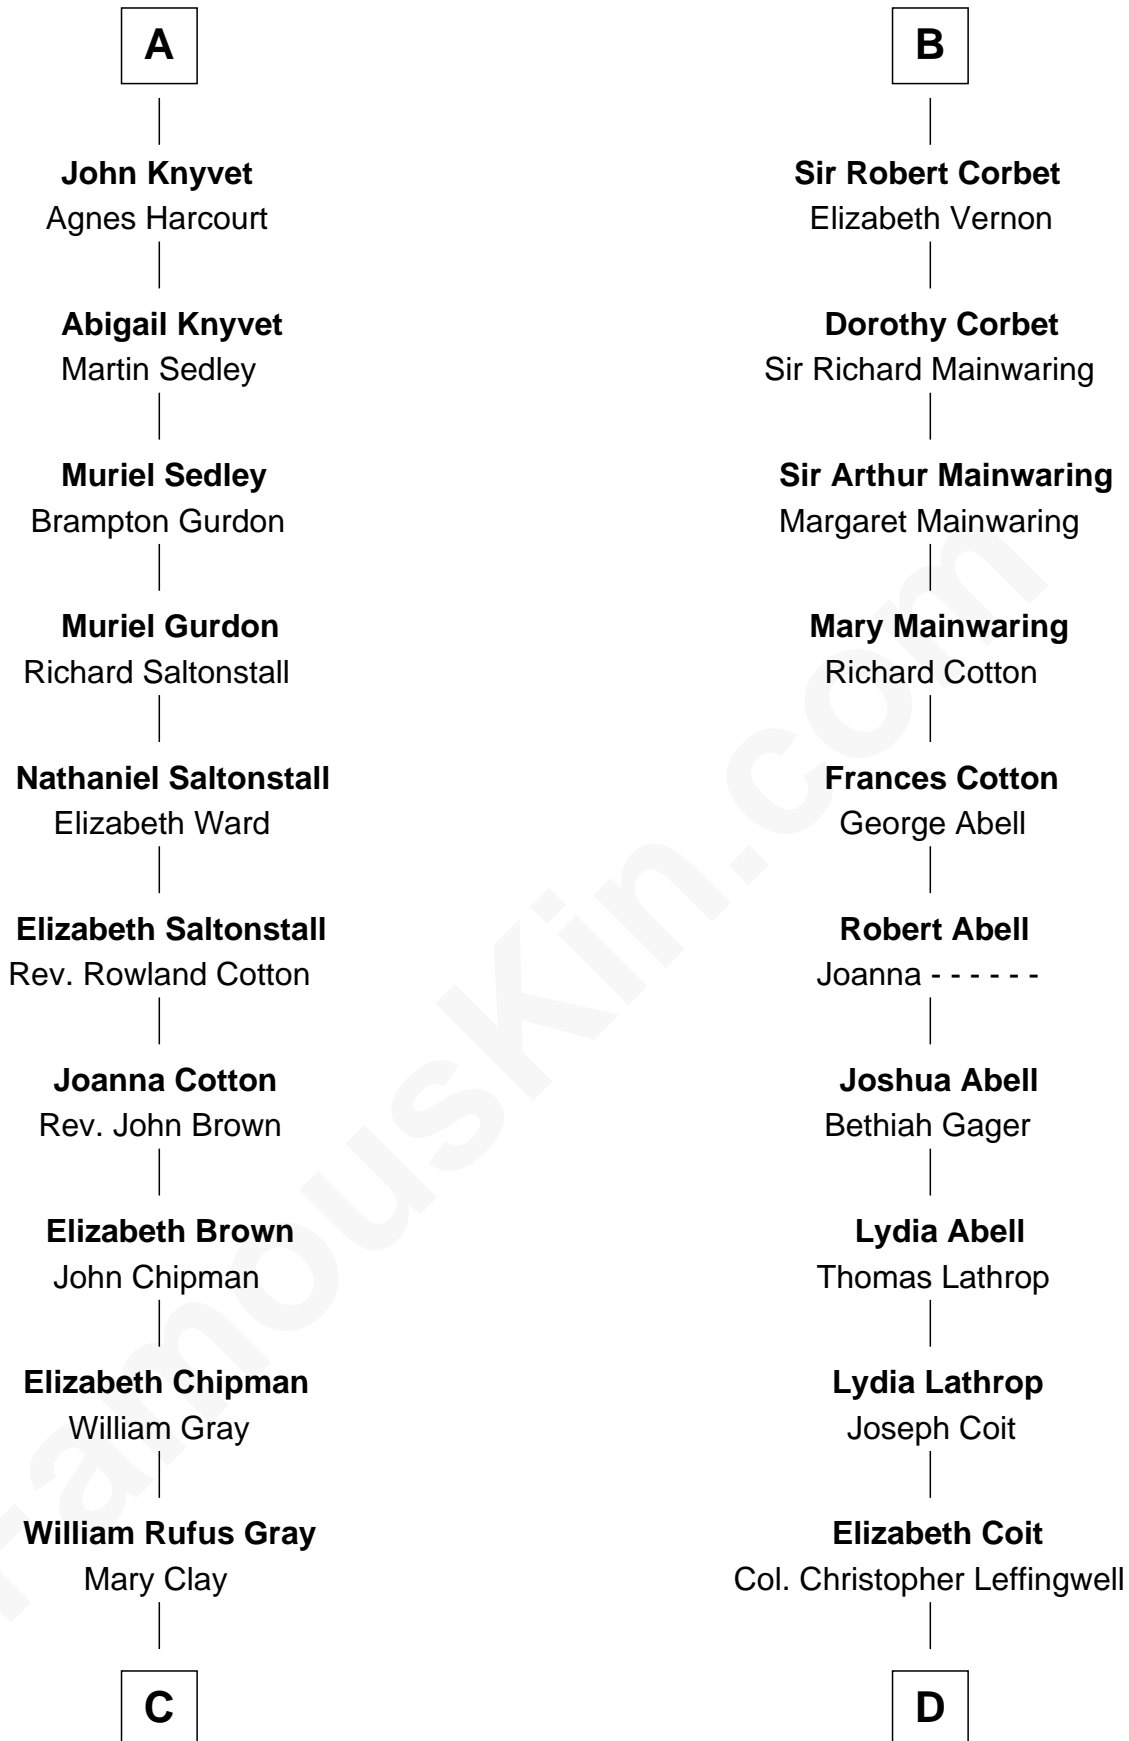 A
John Knyvet
Agnes Harcourt
Abigail Knyvet
Martin Sedley
Muriel Sedley
Brampton Gurdon
Muriel Gurdon
Richard Saltonstall
Nathaniel Saltonstall
Elizabeth Ward
Elizabeth Saltonstall
Rev. Rowland Cotton
Joanna Cotton
Rev. John Brown
Elizabeth Brown
John Chipman
Elizabeth Chipman
William Gray
William Rufus Gray
Mary Clay
C
B
Sir Robert Corbet
Elizabeth Vernon
Dorothy Corbet
Sir Richard Mainwaring
Sir Arthur Mainwaring
Margaret Mainwaring
Mary Mainwaring
Richard Cotton
Frances Cotton
George Abell
Robert Abell
Joanna - - - - - -
Joshua Abell
Bethiah Gager
Lydia Abell
Thomas Lathrop
Lydia Lathrop
Joseph Coit
Elizabeth Coit
Col. Christopher Leffingwell
D
FamousKin.com